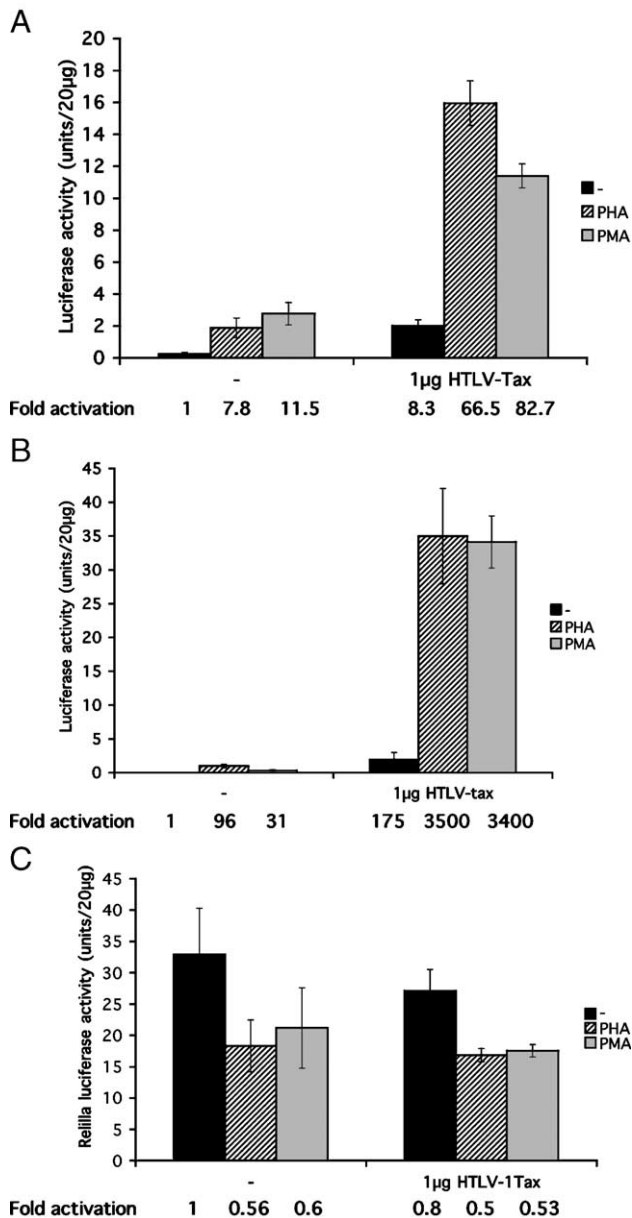 A
Luciferase activity (units/20µg)
20
18
16
14
12
10
8
6
4
2
0
-
PHA
PMA
- 1µg HTLV-Tax
Fold activation 1 7.8 11.5 8.3 66.5 82.7
B
Luciferase activity (units/20µg)
45
40
35
30
25
20
15
10
5
0
-
PHA
PMA
- 1µg HTLV-tax
Fold activation 1 96 31 175 3500 3400
C
Relilla luciferase activity (units/20µg)
45
40
35
30
25
20
15
10
5
0
-
PHA
PMA
- 1µg HTLV-1Tax
Fold activation 1 0.56 0.6 0.8 0.5 0.53